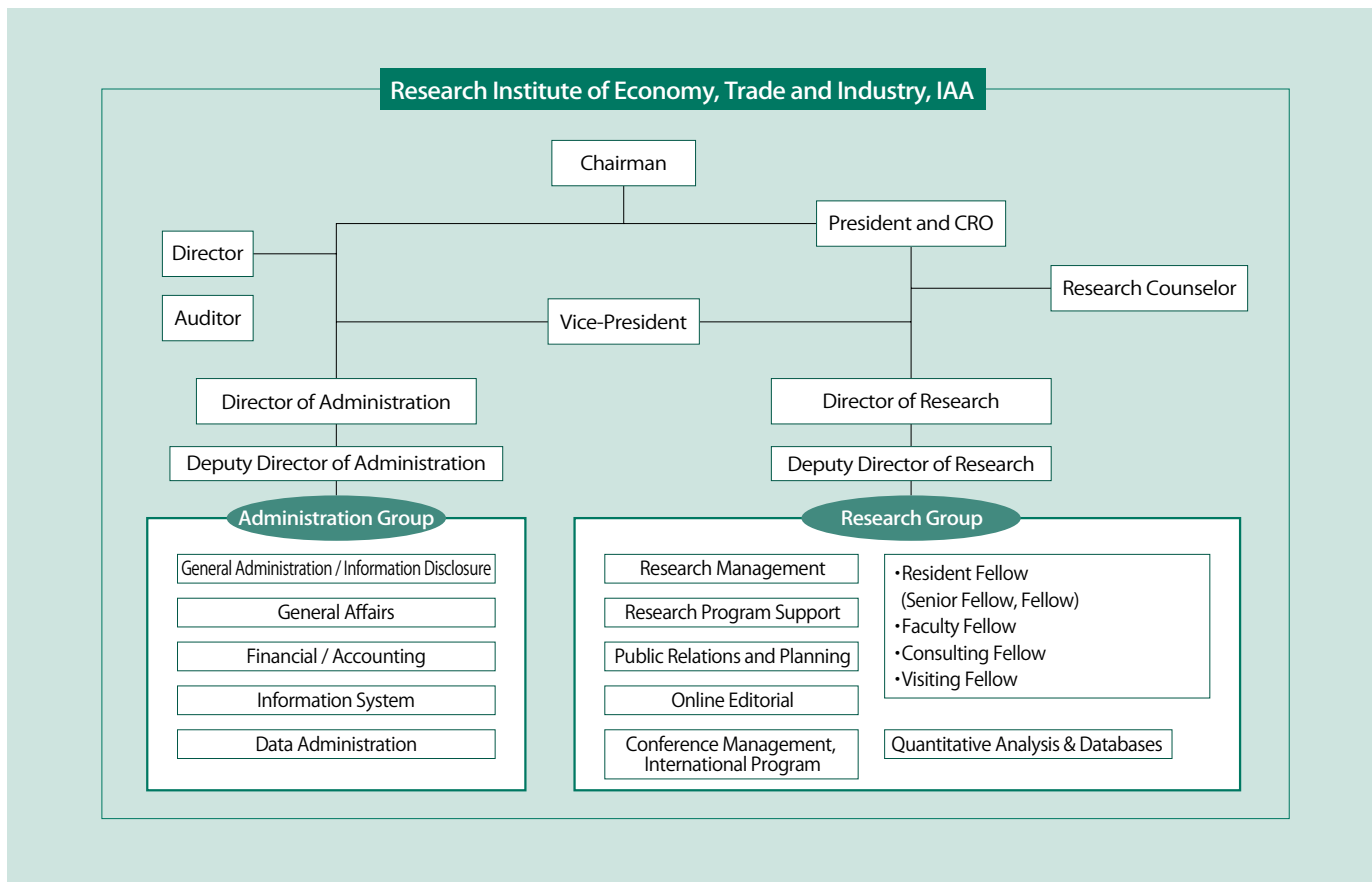 Research Institute of Economy, Trade and Industry, IAA
Chairman
President and CRO
Director
Research Counselor
Auditor
Vice-President
Director of Administration
Director of Research
Deputy Director of Administration
Deputy Director of Research
Administration Group
General Administration / Information Disclosure
General Affairs
Financial / Accounting
Information System
Data Administration
Research Group
Research Management
Research Program Support
Public Relations and Planning
Online Editorial
Conference Management,
International Program
・Resident Fellow
(Senior Fellow, Fellow)
・Faculty Fellow
・Consulting Fellow
・Visiting Fellow
Quantitative Analysis & Databases